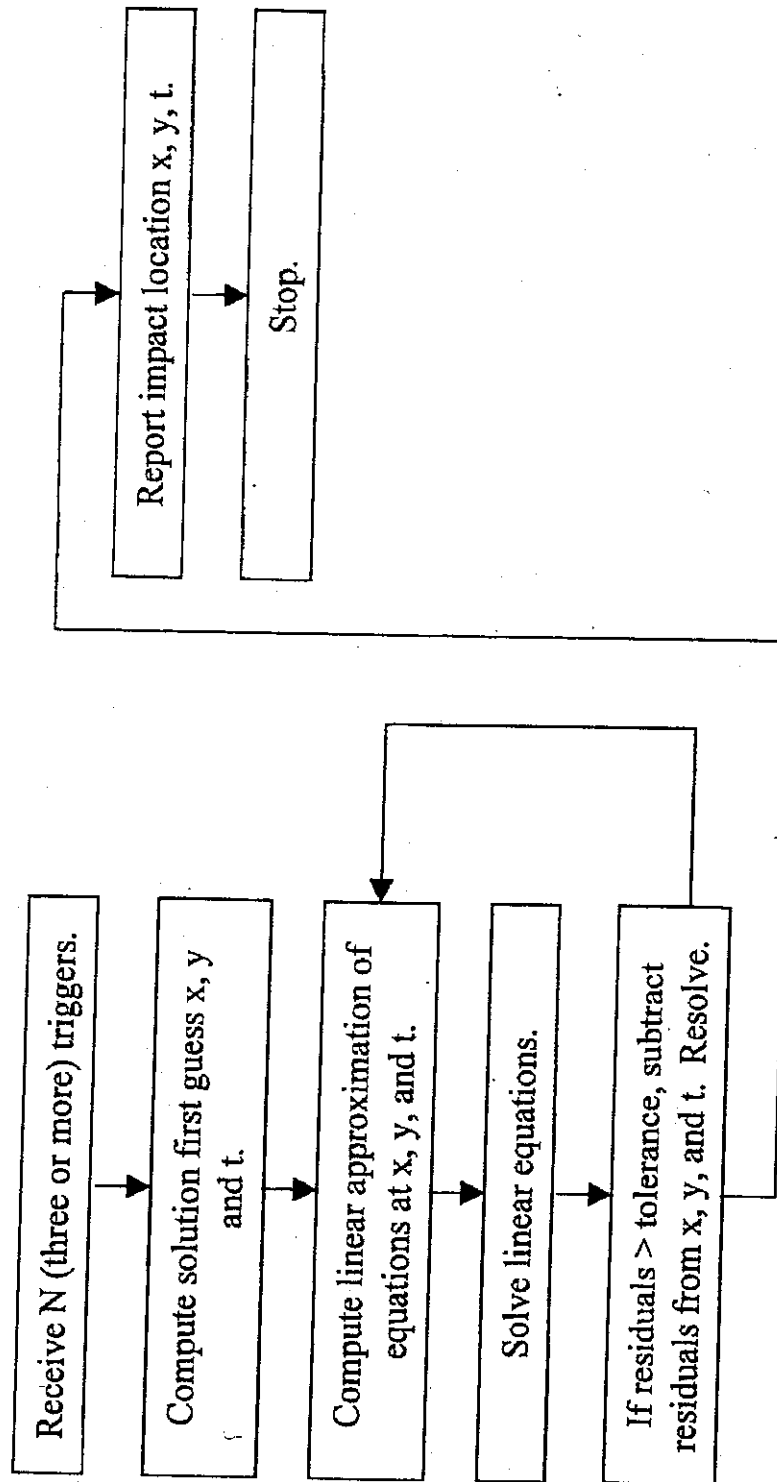 Receive N (three or more) triggers.
Compute solution first guess x, y
and t.
Compute linear approximation of
equations at x, y, and t.
Solve linear equations.
If residuals > tolerance, subtract
residuals from x, y, and t. Resolve.
Report impact location x, y, t.
Stop.